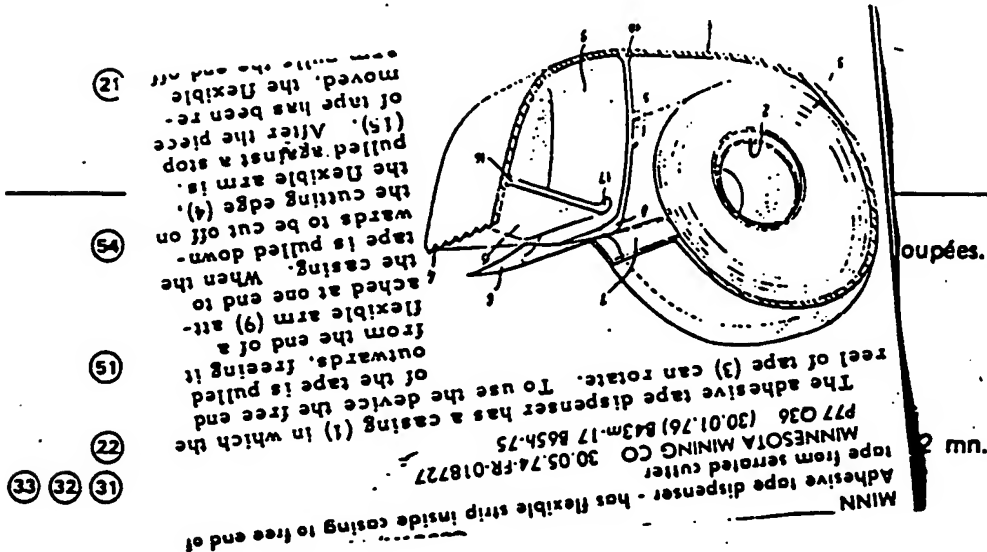 21
54
oupées.
51
22
2 mn.
33 32 31
MINN
Adhesive tape dispenser - has flexible strip inside casing to free end of
tape from serrated cutter
MINNESOTA MINING CO 30.05.74-FR-018727
P77 Q36 (30.01.76) B43m-17 B65h-75
The adhesive tape dispenser has a casing (1) in which the
reel of tape (3) can rotate. To use the device the free end
of the tape is pulled
outwards, freeing it
from the end of a
flexible arm (9) att-
ached at one end to
the casing. When the
tape is pulled down-
wards to be cut off on
the cutting edge (4),
the flexible arm is
pulled against a stop
(15). After the piece
of tape has been re-
moved, the flexible
arm pulls the end off
2
17
16
4